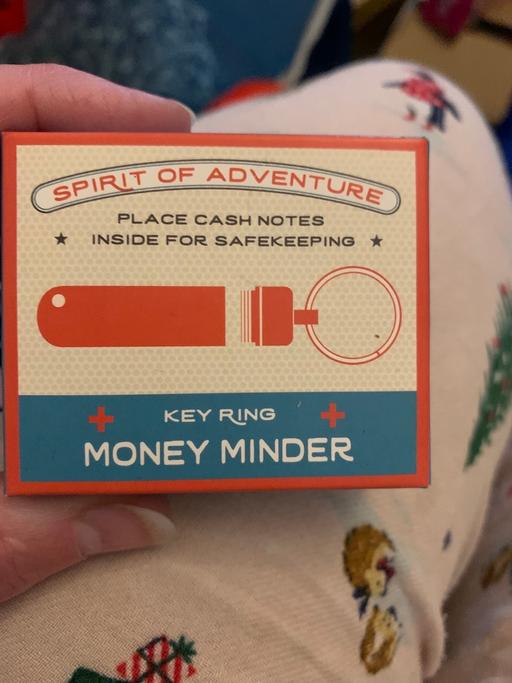 SPIRIT OF ADVENTURE
PLACE CASH NOTES
INSIDE FOR SAFEKEEPING
KEY RING
MONEY MINDER